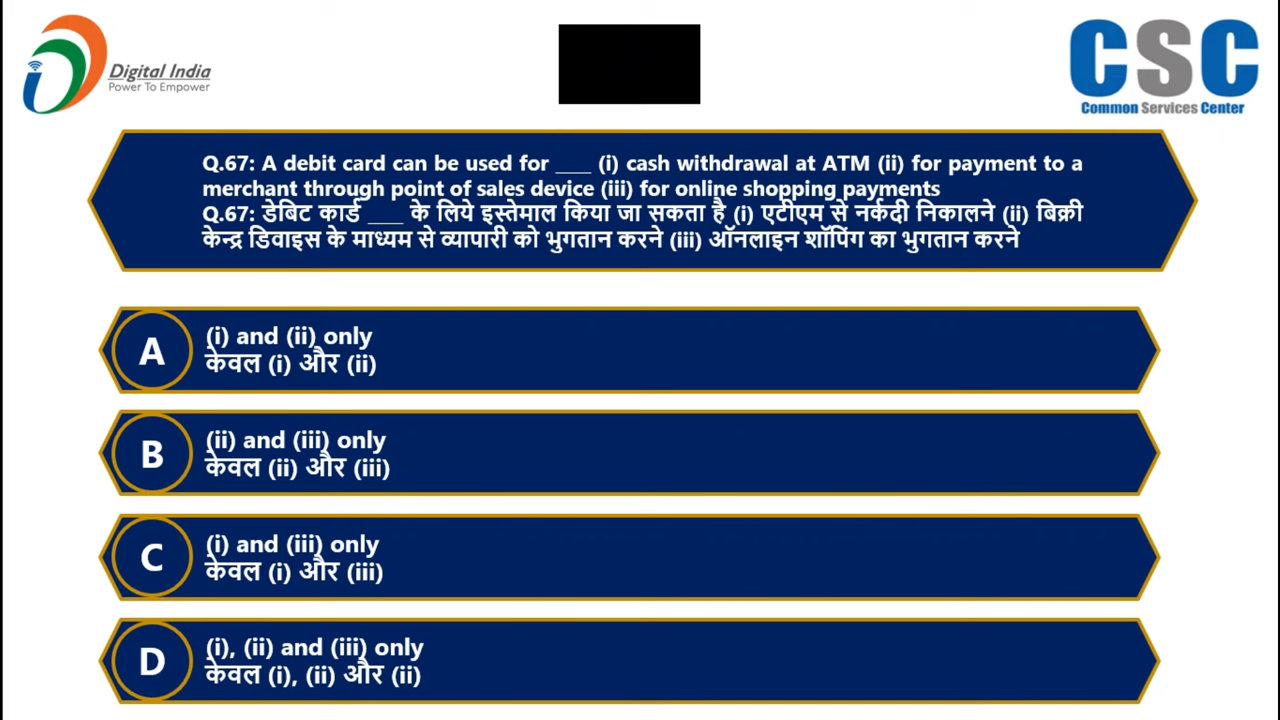 Digital India
Power To Empower
CSC
Common Services Center
Q.67: A debit card can be used for ____ (i) cash withdrawal at ATM (ii) for payment to a
merchant through point of sales device (iii) for online shopping payments
Q.67: डेबिट कार्ड ____ के लिये इस्तेमाल किया जा सकता है (i) एटीएम से नर्कदी निकालने (ii) बिक्री
केन्द्र डिवाइस के माध्यम से व्यापारी को भुगतान करने (iii) ऑनलाइन शॉपिंग का भुगतान करने
A
(i) and (ii) only
केवल (i) और (ii)
B
(ii) and (iii) only
केवल (ii) और (iii)
C
(i) and (iii) only
केवल (i) और (iii)
D
(i), (ii) and (iii) only
केवल (i), (ii) और (ii)